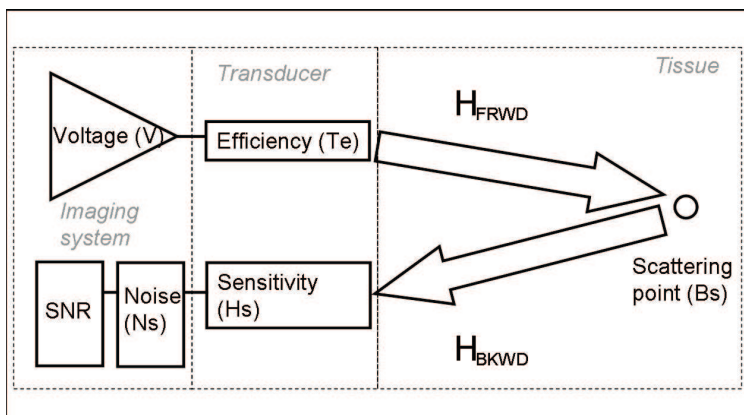 Transducer
Tissue
Voltage (V)
Efficiency (Te)
HFRWD
Imaging
system
SNR
Noise
(Ns)
Sensitivity
(Hs)
Scattering
point (Bs)
HBKWD